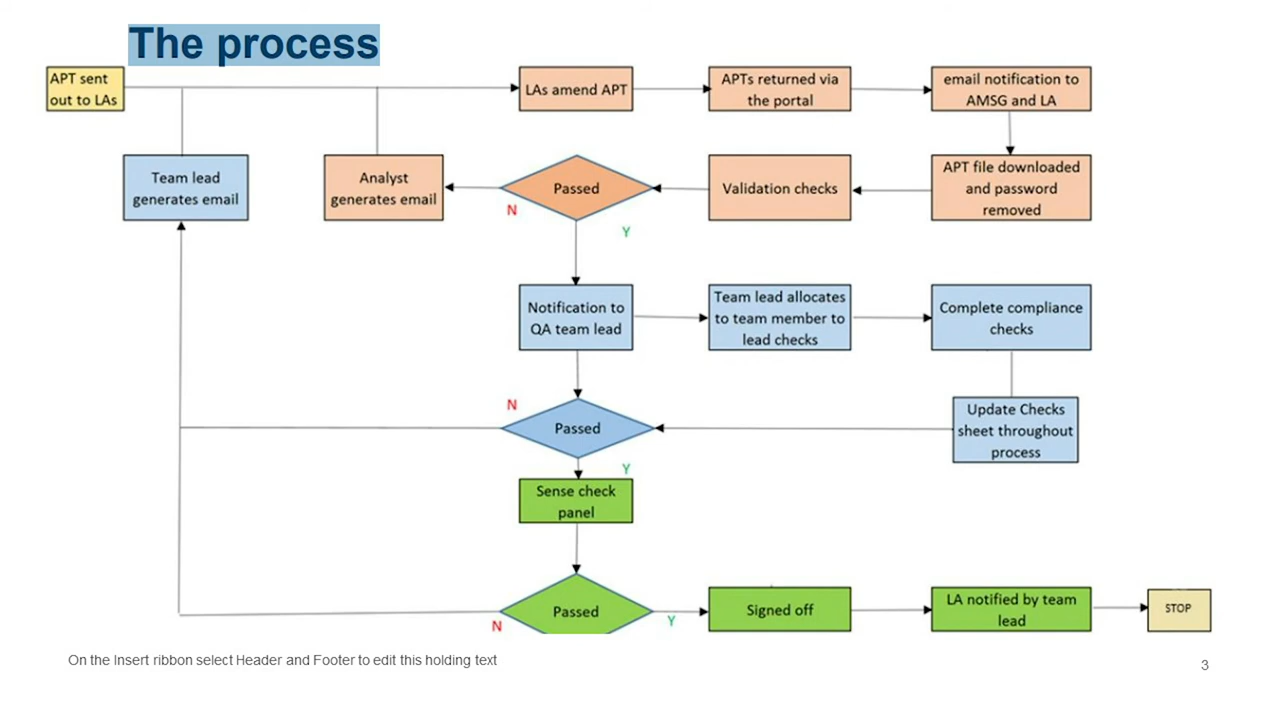 The process
APT sent
out to LAs
LAs amend APT
APTs returned via
the portal
email notification to
AMSG and LA
Team lead
generates email
Analyst
generates email
Passed
N
Y
Validation checks
APT file downloaded
and password
removed
Notification to
QA team lead
Team lead allocates
to team member to
lead checks
Complete compliance
checks
N
Passed
Y
Update Checks
sheet throughout
process
Sense check
panel
Passed
N
Y
Signed off
LA notified by team
lead
STOP
On the Insert ribbon select Header and Footer to edit this holding text
3